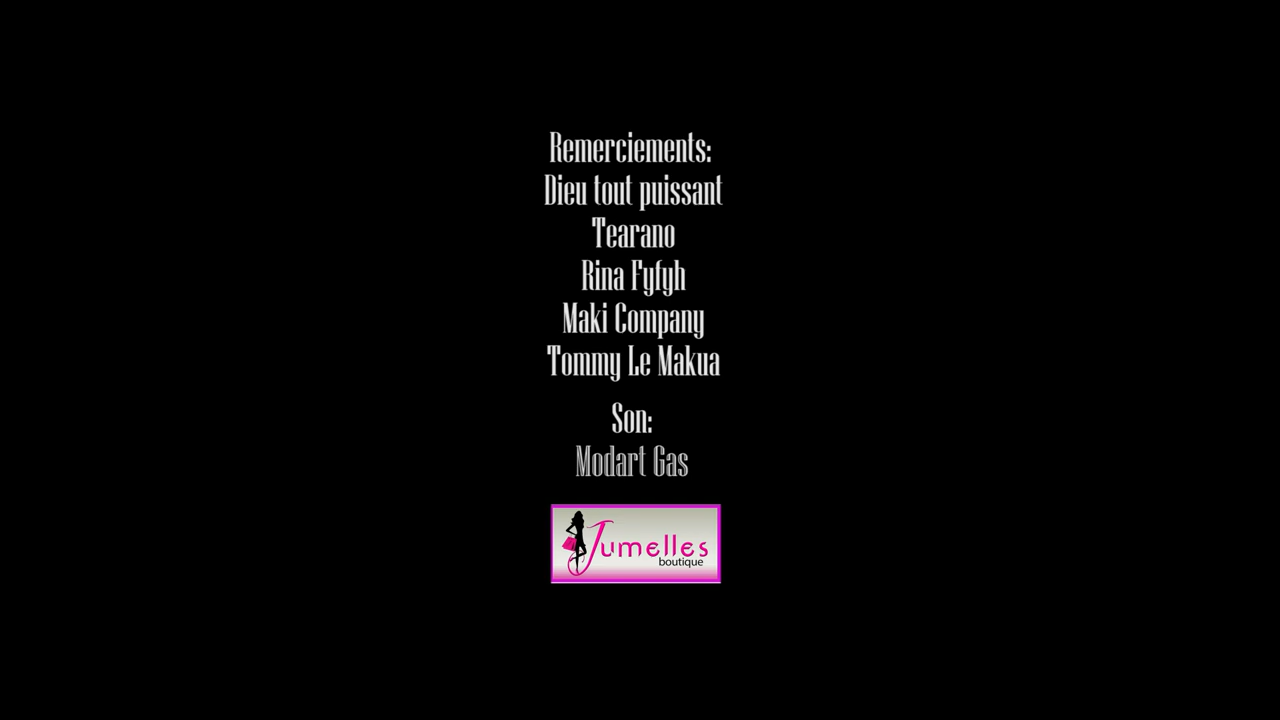 Remerciements:
Dieu tout puissant
Tearano
Rina Fyfyh
Maki Company
Tommy Le Makua
Son:
Modart Gas
Jumelles
boutique